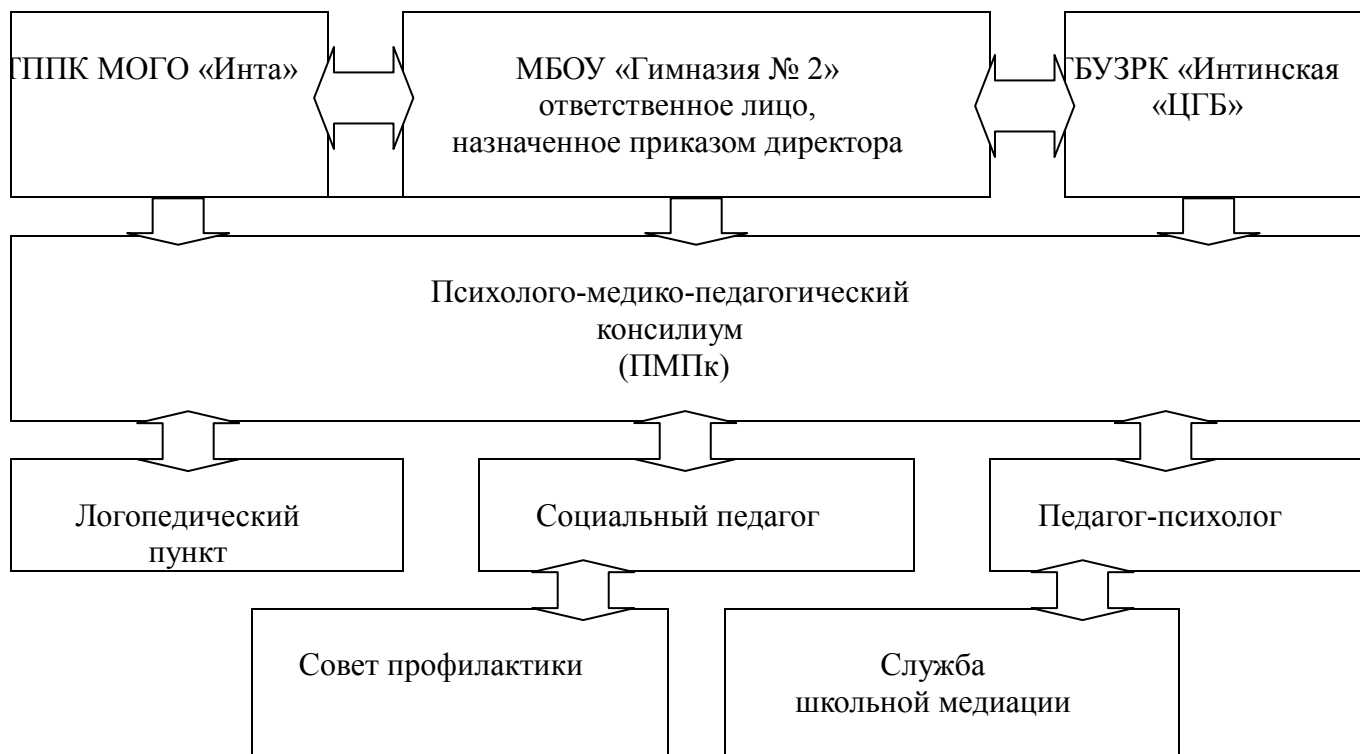 ТППК МОГО «Инта»
МБОУ «Гимназия № 2»
ответственное лицо,
назначенное приказом директора
ГБУЗРК «Интинская
«ЦГБ»
Психолого-медико-педагогический
консилиум
(ПМПк)
Логопедический
пункт
Социальный педагог
Педагог-психолог
Совет профилактики
Служба
школьной медиации